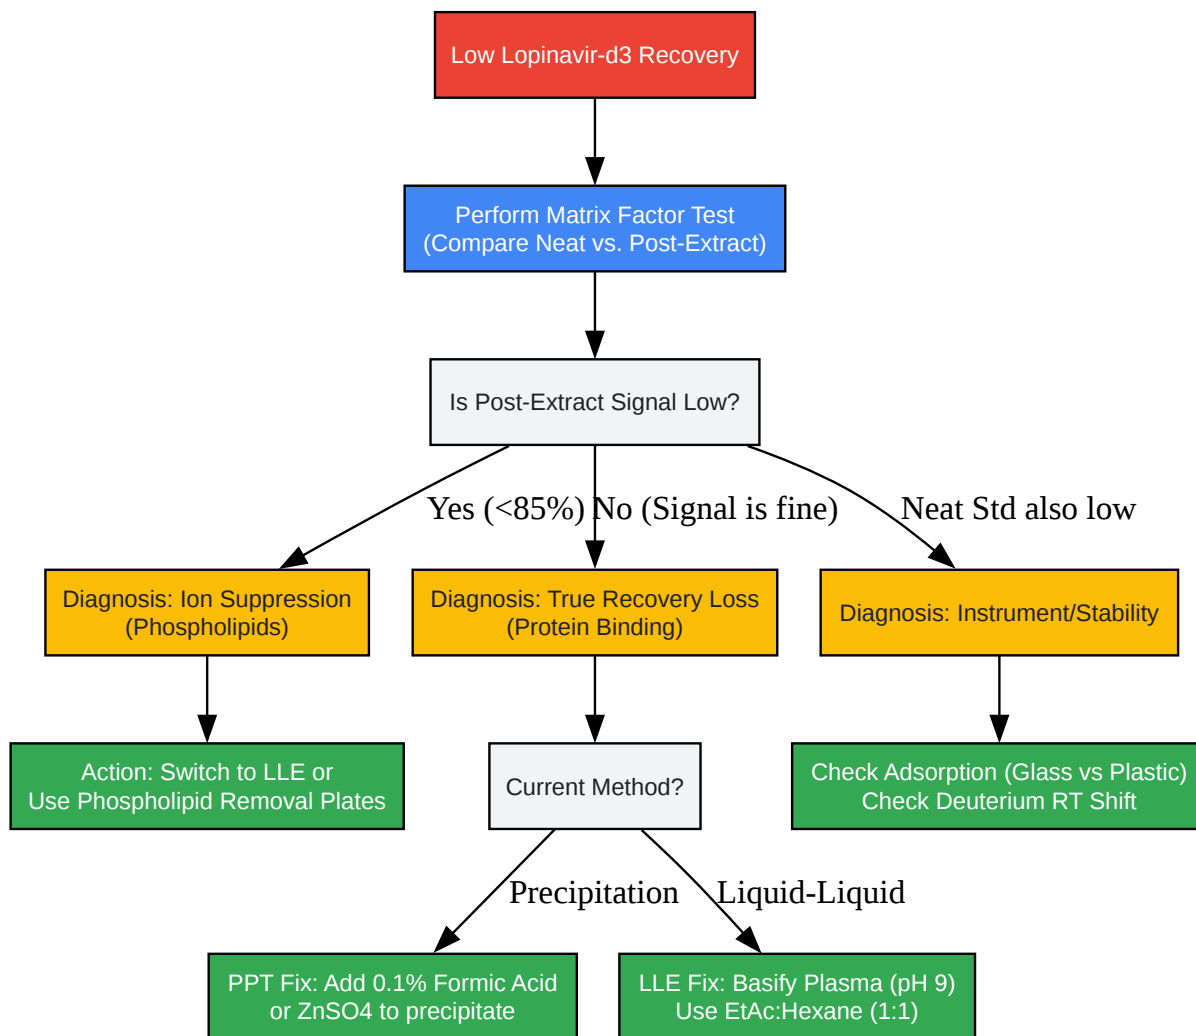 Low Lopinavir-d3 Recovery
Perform Matrix Factor Test
(Compare Neat vs. Post-Extract)
Is Post-Extract Signal Low?
Yes (<85%)
No (Signal is fine)
Neat Std also low
Diagnosis: Ion Suppression
(Phospholipids)
Diagnosis: True Recovery Loss
(Protein Binding)
Diagnosis: Instrument/Stability
Action: Switch to LLE or
Use Phospholipid Removal Plates
Current Method?
Check Adsorption (Glass vs Plastic)
Check Deuterium RT Shift
Precipitation
Liquid-Liquid
PPT Fix: Add 0.1% Formic Acid
or ZnSO4 to precipitate
LLE Fix: Basify Plasma (pH 9)
Use EtAc:Hexane (1:1)